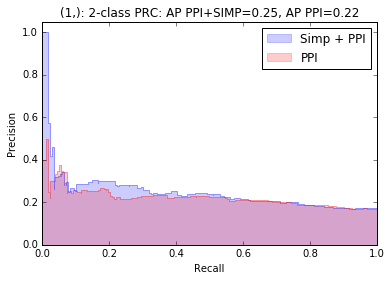 (1,): 2-class PRC: AP PPI+SIMP=0.25, AP PPI=0.22
Simp + PPI
PPI
Precision
1.0
0.8
0.6
0.4
0.2
0.0
0.0 0.2 0.4 0.6 0.8 1.0
Recall